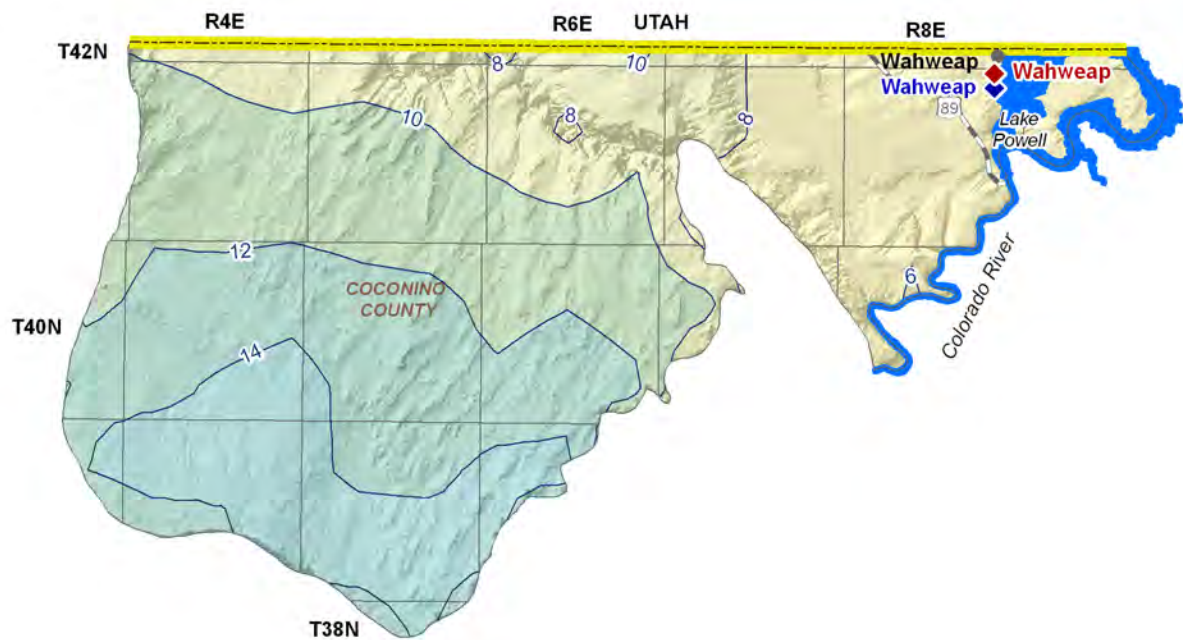 R4E
R6E
UTAH
R8E
T42N
8
10
Wahweap
Wahweap
Wahweap
10
8
8
89
Lake
Powell
12
6
COCONINO
COUNTY
T40N
Colorado River
14
T38N